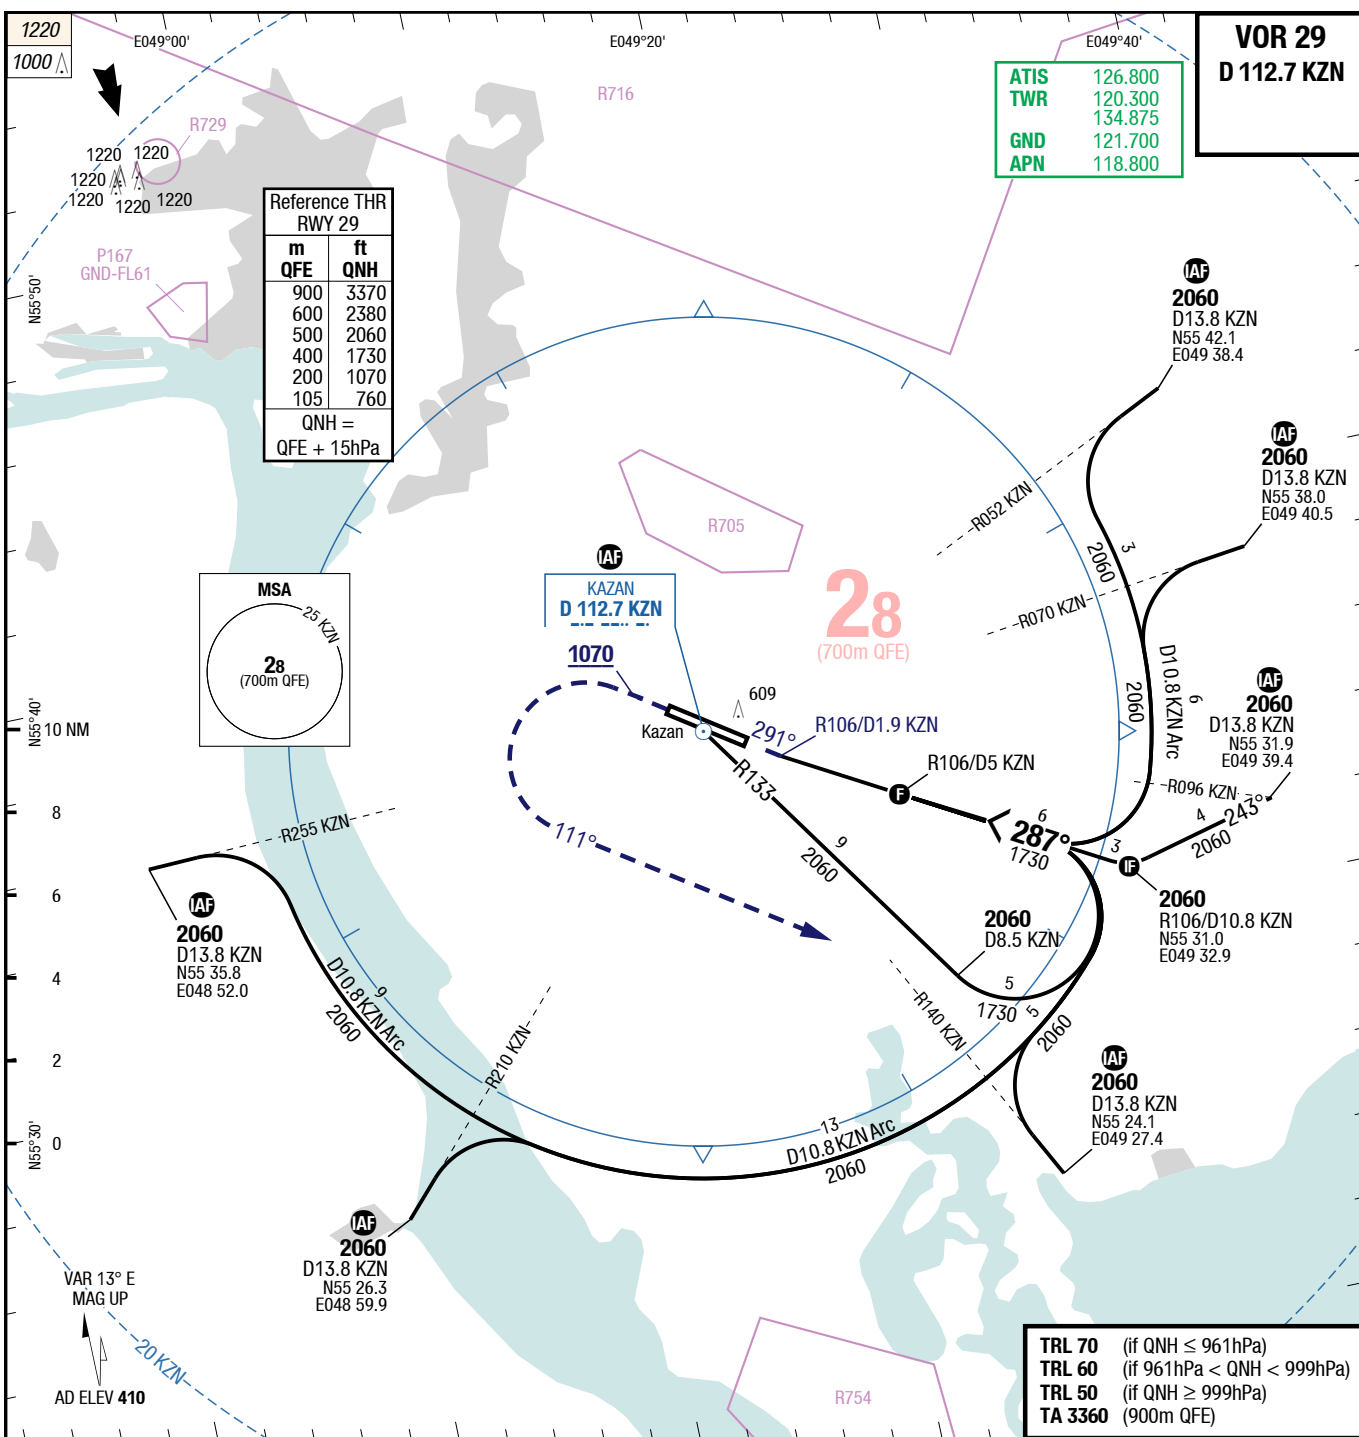 1220
1000
E049°00'
E049°20'
E049°40'
VOR 29
D 112.7 KZN
ATIS 126.800
TWR 120.300
134.875
GND 121.700
APN 118.800
R716
R729
1220 1220
1220
1220 1220 1220
P167
GND-FL61
N55°50'
Reference THR
RWY 29
m ft
QFE QNH
900 3370
600 2380
500 2060
400 1730
200 1070
105 760
QNH =
QFE + 15hPa
IAF
2060
D13.8 KZN
N55 42.1
E049 38.4
IAF
2060
D13.8 KZN
N55 38.0
E049 40.5
R052 KZN
R705
3
2060
R070 KZN
IAF
KAZAN
D 112.7 KZN
28
(700m QFE)
MSA
25 KZN
28
(700m QFE)
1070
609
Kazan
291°
R106/D1.9 KZN
R106/D5 KZN
F
D10.8 KZN Arc
6
2060
IAF
2060
D13.8 KZN
N55 31.9
E049 39.4
R096 KZN
243°
4
2060
N55°40'
10 NM
8
6
4
2
0
N55°30'
R133
9
2060
6
287°
1730
3
IF
2060
R106/D10.8 KZN
N55 31.0
E049 32.9
111°
R255 KZN
IAF
2060
D13.8 KZN
N55 35.8
E048 52.0
9
D10.8 KZN Arc
2060
2060
D8.5 KZN
5
1730
5
2060
R140 KZN
R210 KZN
IAF
2060
D13.8 KZN
N55 24.1
E049 27.4
13
D10.8 KZN Arc
2060
IAF
2060
D13.8 KZN
N55 26.3
E048 59.9
VAR 13° E
MAG UP
AD ELEV 410
20 KZN
R754
TRL 70 (if QNH ≤ 961hPa)
TRL 60 (if 961hPa < QNH < 999hPa)
TRL 50 (if QNH ≥ 999hPa)
TA 3360 (900m QFE)